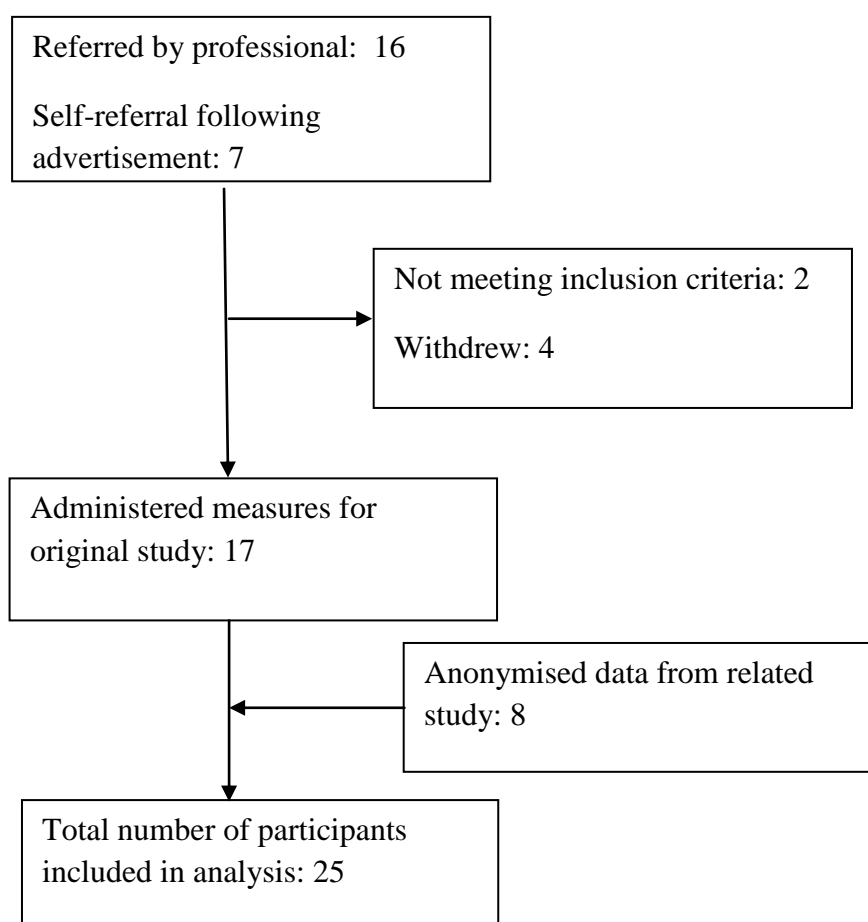 Referred by professional:  16
Self-referral following
advertisement: 7
Not meeting inclusion criteria: 2
Withdrew: 4
Administered measures for
original study: 17
Anonymised data from related
study: 8
Total number of participants
included in analysis: 25